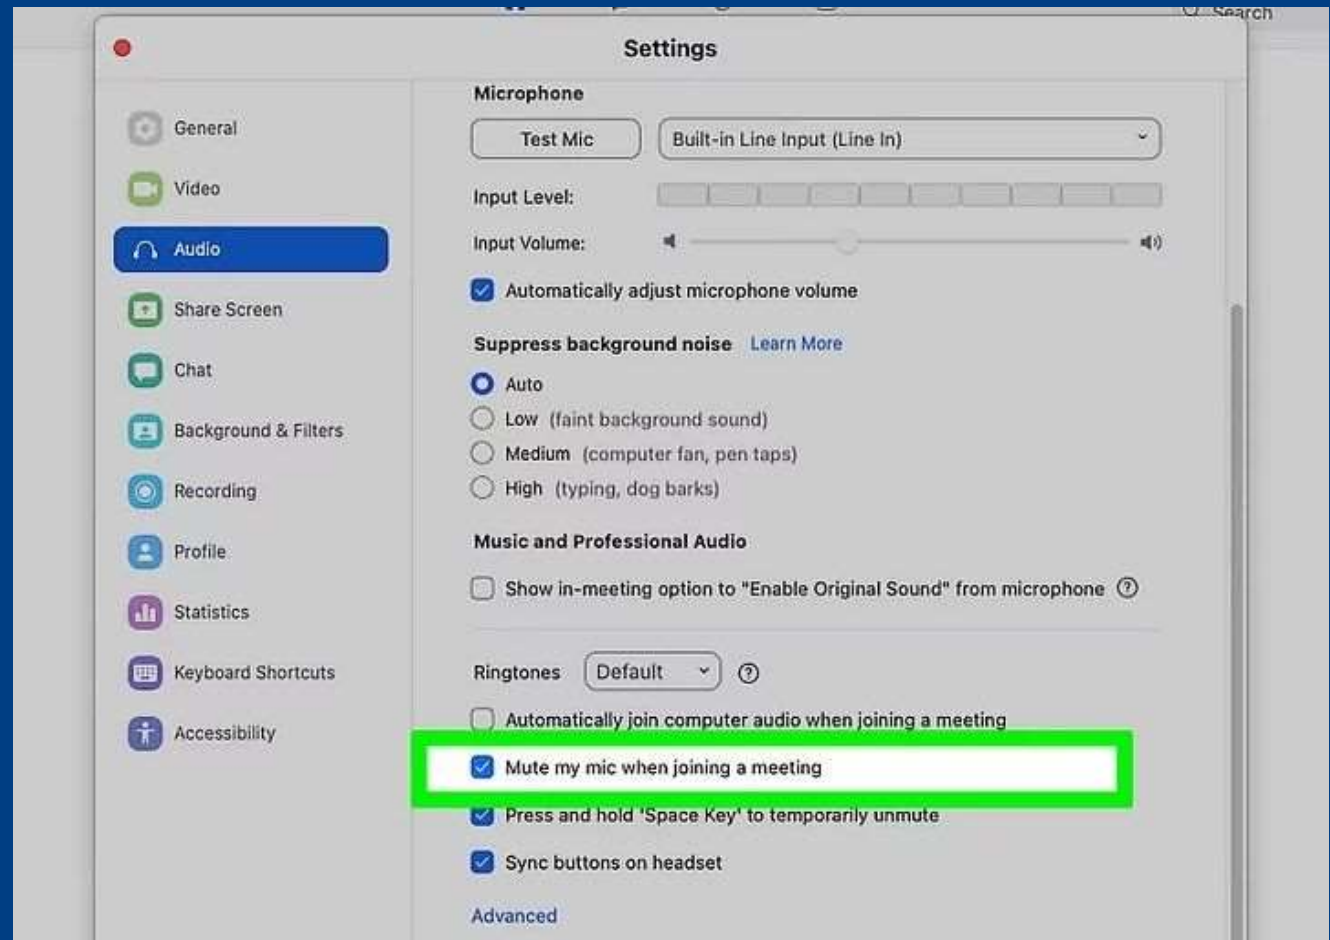 Search
Settings
General
Video
Audio
Share Screen
Chat
Background & Filters
Recording
Profile
Statistics
Keyboard Shortcuts
Accessibility
Microphone
Test Mic Built-in Line Input (Line In)
Input Level:
Input Volume:
Automatically adjust microphone volume
Suppress background noise Learn More
Auto
Low (faint background sound)
Medium (computer fan, pen taps)
High (typing, dog barks)
Music and Professional Audio
Show in-meeting option to "Enable Original Sound" from microphone ?
Ringtones Default ?
Automatically join computer audio when joining a meeting
Mute my mic when joining a meeting
Press and hold 'Space Key' to temporarily unmute
Sync buttons on headset
Advanced